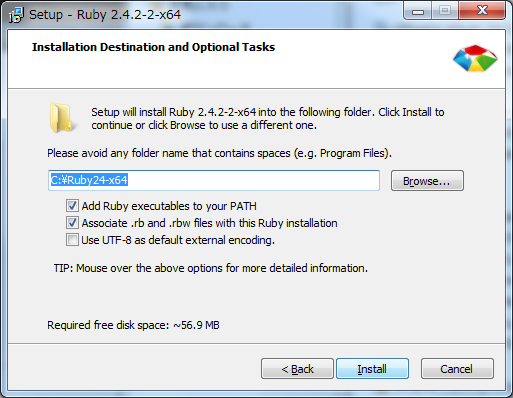 Setup - Ruby 2.4.2-2-x64
Installation Destination and Optional Tasks
Setup will install Ruby 2.4.2-2-x64 into the following folder. Click Install to
continue or click Browse to use a different one.
Please avoid any folder name that contains spaces (e.g. Program Files).
C:¥Ruby24-x64
Browse...
Add Ruby executables to your PATH
Associate .rb and .rbw files with this Ruby installation
Use UTF-8 as default external encoding.
TIP: Mouse over the above options for more detailed information.
Required free disk space: ~56.9 MB
< Back
Install
Cancel